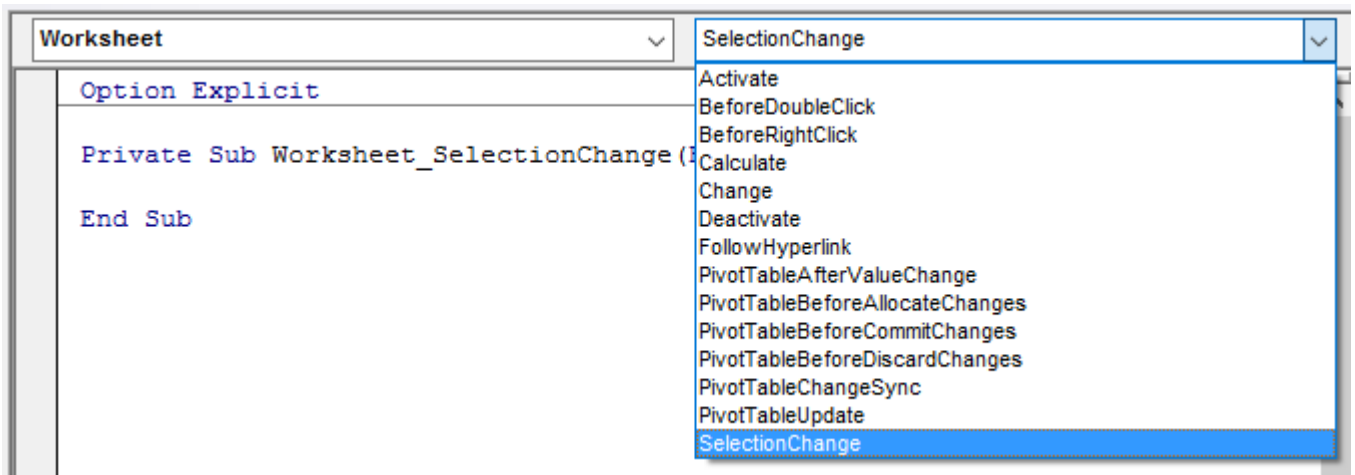 Worksheet SelectionChange
Option Explicit
Private Sub Worksheet_SelectionChange(
End Sub
Activate
BeforeDoubleClick
BeforeRightClick
Calculate
Change
Deactivate
FollowHyperlink
PivotTableAfterValueChange
PivotTableBeforeAllocateChanges
PivotTableBeforeCommitChanges
PivotTableBeforeDiscardChanges
PivotTableChangeSync
PivotTableUpdate
SelectionChange